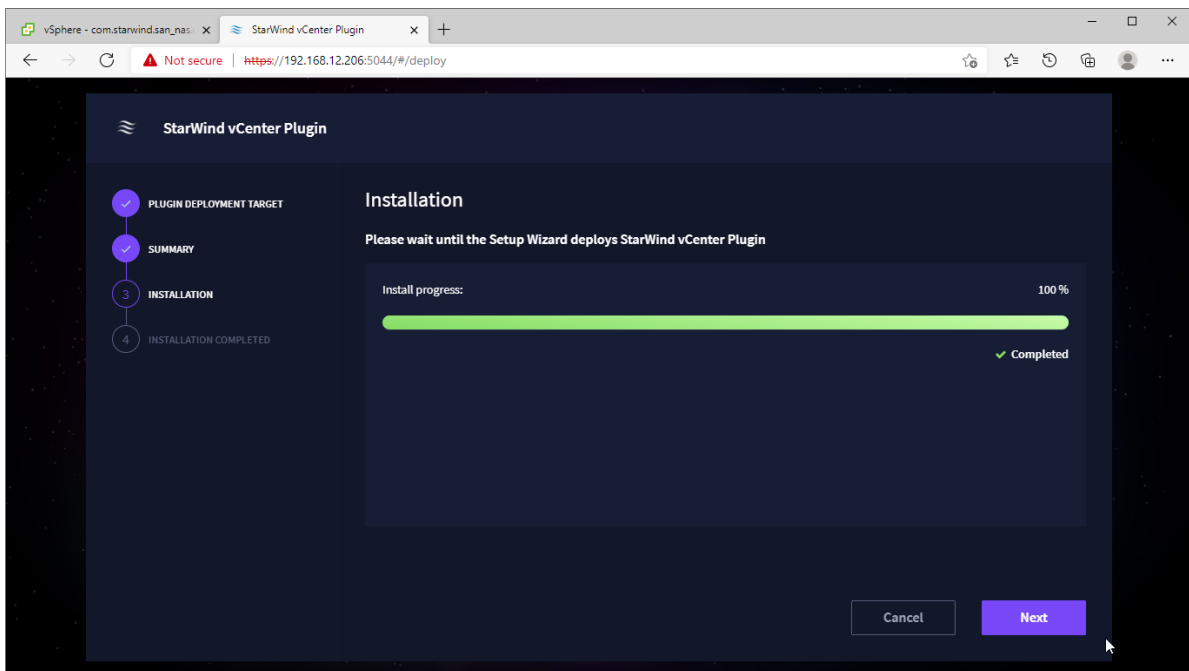 vSphere - com.starwind.san_nas.
StarWind vCenter Plugin
Not secure | https://192.168.12.206:5044/#/deploy
StarWind vCenter Plugin
PLUGIN DEPLOYMENT TARGET
SUMMARY
3 INSTALLATION
4 INSTALLATION COMPLETED
Installation
Please wait until the Setup Wizard deploys StarWind vCenter Plugin
Install progress: 100 %
Completed
Cancel
Next